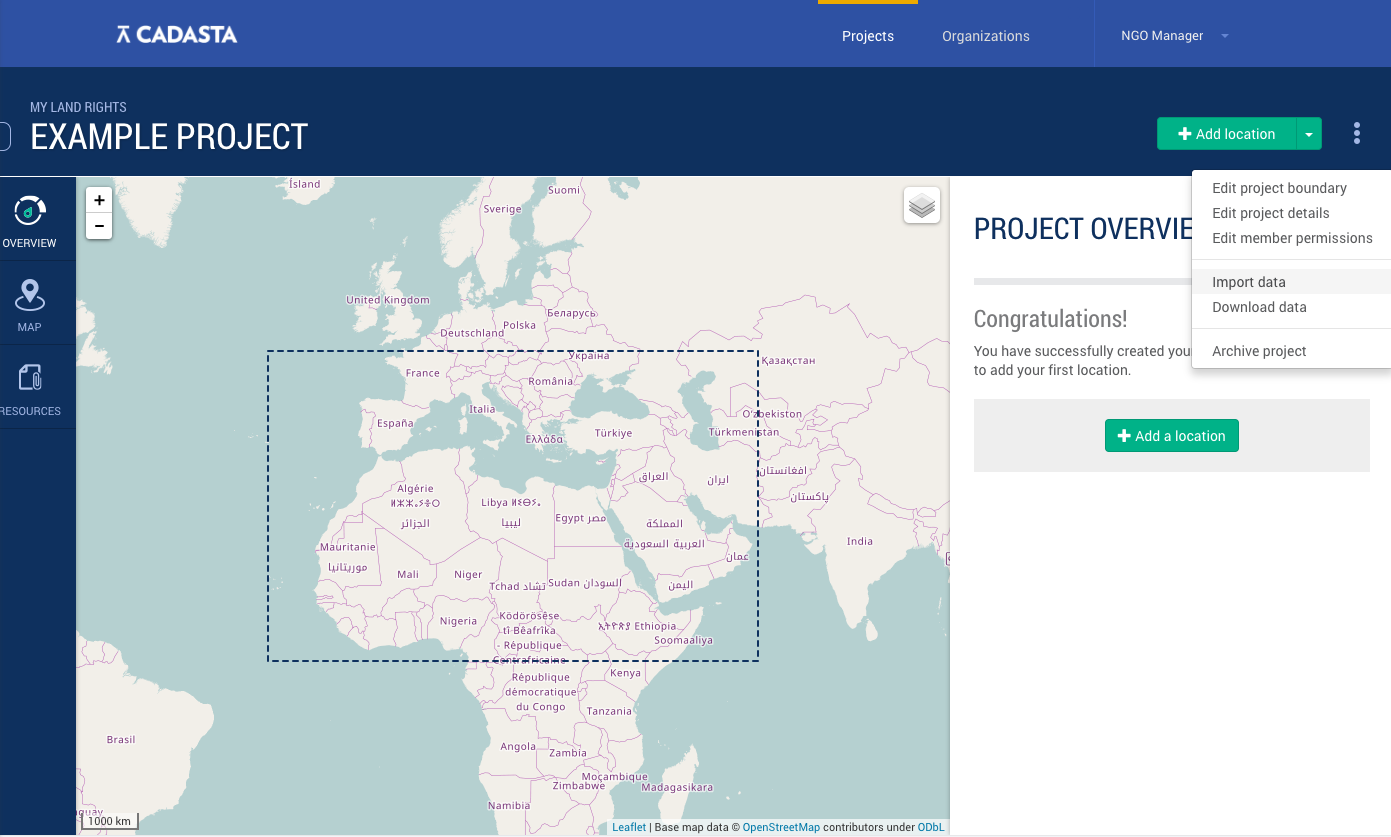 CADASTA
Projects
Organizations
NGO Manager
MY LAND RIGHTS
EXAMPLE PROJECT
Add location
OVERVIEW
MAP
RESOURCES
+
-
Ísland
Suomi
Sverige
United Kingdom
Беларусь
Polska
Deutschland
Україна
Қазақстан
France
România
Italia
O'zbekiston
España
Türkiye
Türkmenistan
Ελλάδα
افغانستان
العراق
ايران
پاکستان
Algérie
ⵍⵣⵣⴰⵢⴻⵔ
الجزائر
Libya ⵍⵉⴱⵢⴰ
ليبيا
Egypt مصر
المملكة
العربية السعودية
India
Mauritanie
موريتانيا
عمان
Mali
Niger
Tchad تشاد
Sudan السودان
اليمن
Nigeria
Ködörösêse
tî Bêafrîka
- République
Centrafricaine
ኢትዮጵያ Ethiopia
Soomaaliya
Kenya
République
démocratique
du Congo
Tanzania
Brasil
Angola
Zambia
Moçambique
Zimbabwe
Madagasikara
Namibia
1000 km
Leaflet | Base map data © OpenStreetMap contributors under ODbL
PROJECT OVERVIE
Congratulations!
You have successfully created you
to add your first location.
Add a location
Edit project boundary
Edit project details
Edit member permissions
Import data
Download data
Archive project